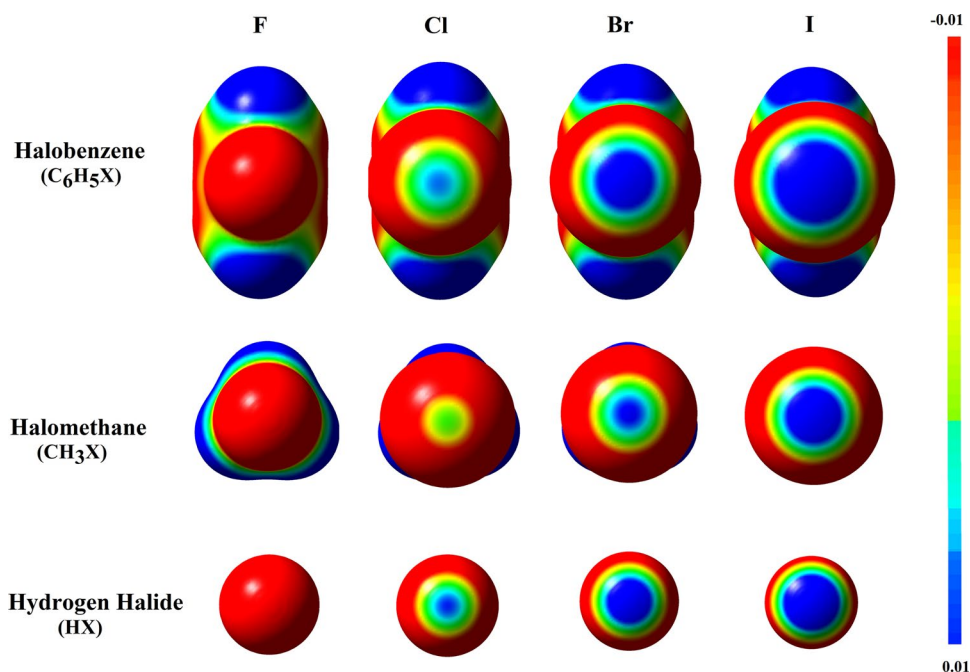 F Cl Br I
-0.01
Halobenzene
(C6H5X)
Halomethane
(CH3X)
Hydrogen Halide
(HX)
0.01